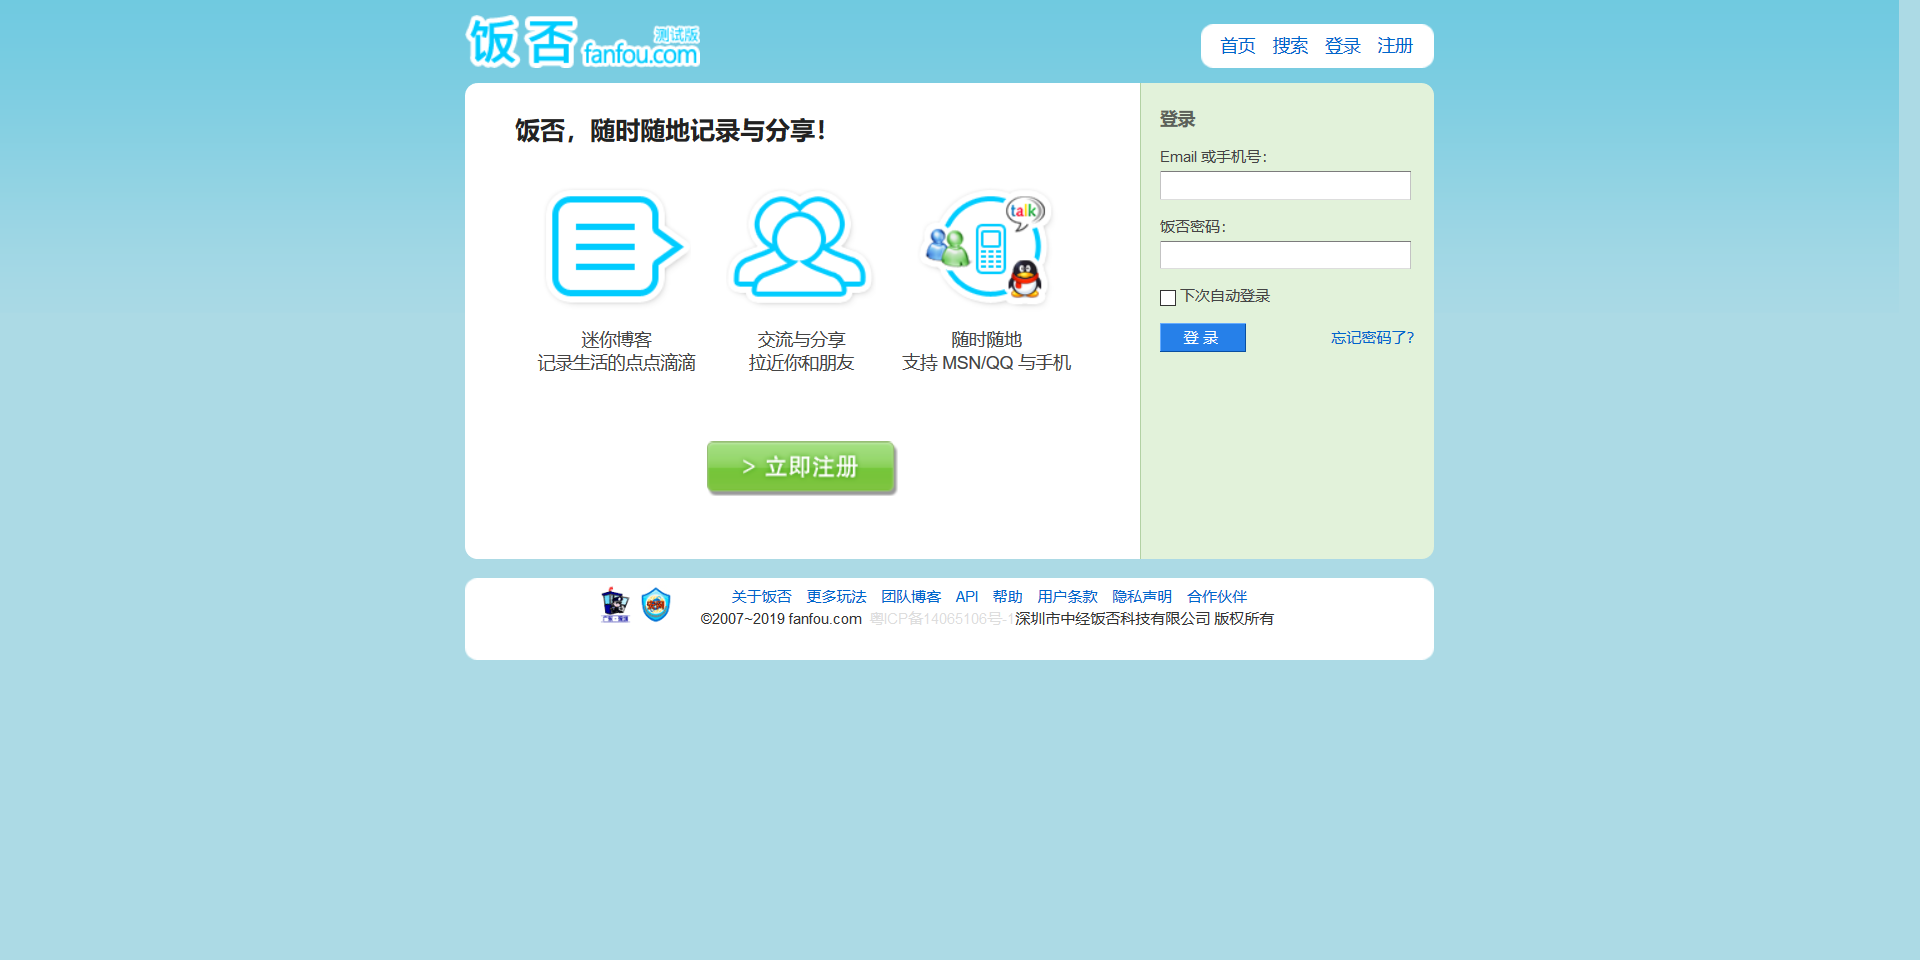 饭否 测试版
fanfou.com
首页 搜索 登录 注册
饭否，随时随地记录与分享！
talk
迷你博客
记录生活的点点滴滴
交流与分享
拉近你和朋友
随时随地
支持 MSN/QQ 与手机
> 立即注册
登录
Email 或手机号：
饭否密码：
下次自动登录
登 录 忘记密码了？
关于饭否 更多玩法 团队博客 API 帮助 用户条款 隐私声明 合作伙伴
©2007~2019 fanfou.com 粤ICP备14065106号-1深圳市中经饭否科技有限公司 版权所有